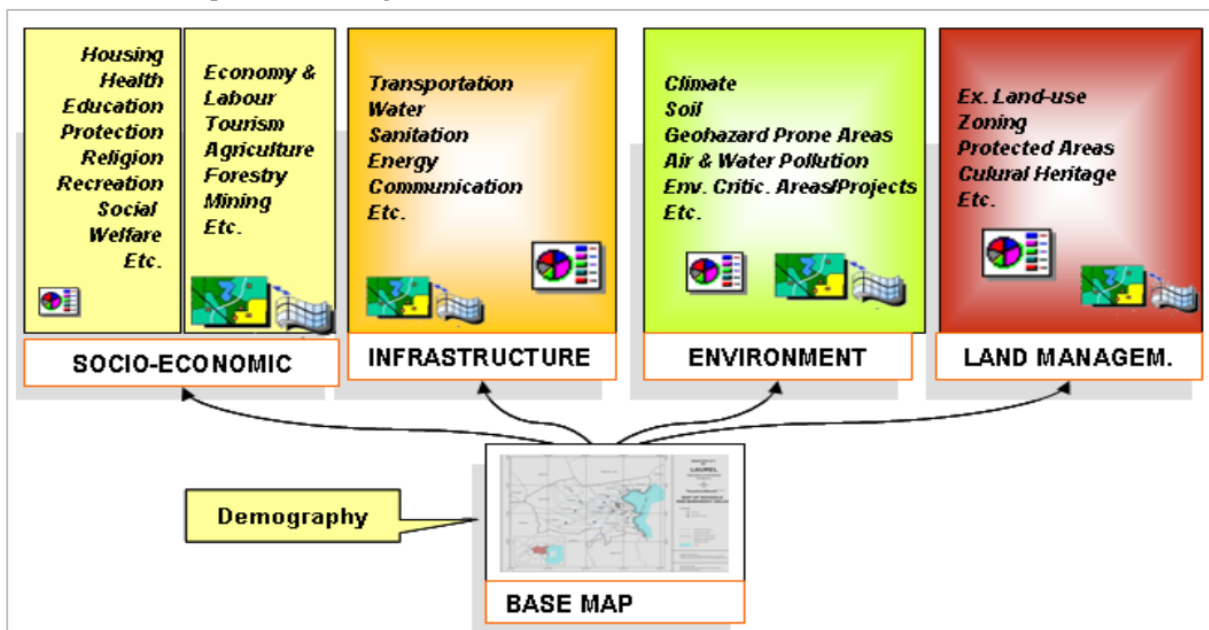 Housing
Health
Education
Protection
Religion
Recreation
Social
Welfare
Etc.
Economy &
Labour
Tourism
Agriculture
Forestry
Mining
Etc.
SOCIO-ECONOMIC
Transportation
Water
Sanitation
Energy
Communication
Etc.
INFRASTRUCTURE
Climate
Soil
Geohazard Prone Areas
Air & Water Pollution
Env. Critic. Areas/Projects
Etc.
ENVIRONMENT
Ex. Land-use
Zoning
Protected Areas
Culural Heritage
Etc.
LAND MANAGEM.
Demography
LAUREL
BASE MAP